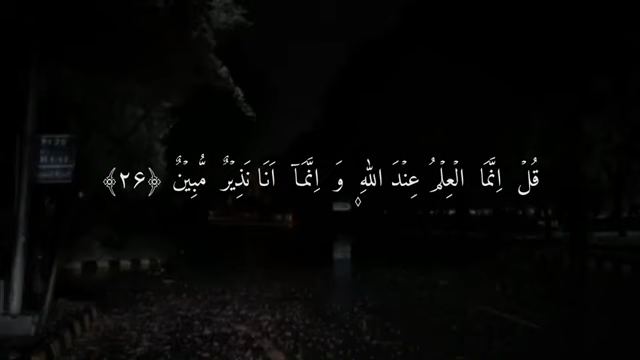 قُلۡ اِنَّمَا الۡعِلۡمُ عِنۡدَ اللّٰهِ ۪ وَ اِنَّمَاۤ اَنَا نَذِیۡرٌ مُّبِیۡنٌ ﴿۲۶﴾